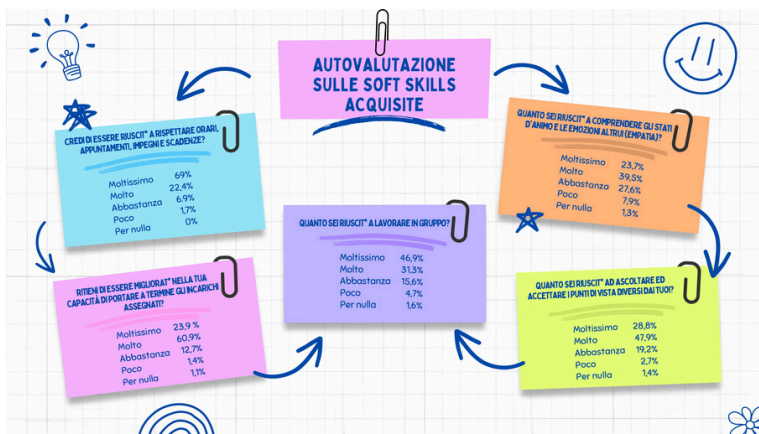 AUTOVALUTAZIONE
SULLE SOFT SKILLS
ACQUISITE
CREDI DI ESSERE RIUSCIT* A RISPETTARE ORARI,
APPUNTAMENTI, IMPEGNI E SCADENZE?
Moltissimo 69%
Molto 22,4%
Abbastanza 6,9%
Poco 1,7%
Per nulla 0%
RITIENI DI ESSERE MIGLIORAT* NELLA TUA
CAPACITÀ DI PORTARE A TERMINE GLI INCARICHI
ASSEGNATI?
Moltissimo 23,9 %
Molto 60,9%
Abbastanza 12,7%
Poco 1,4%
Per nulla 1,1%
QUANTO SEI RIUSCIT* A LAVORARE IN GRUPPO?
Moltissimo 46,9%
Molto 31,3%
Abbastanza 15,6%
Poco 4,7%
Per nulla 1,6%
QUANTO SEI RIUSCIT* A COMPRENDERE GLI STATI
D'ANIMO E LE EMOZIONI ALTRUI (EMPATIA)?
Moltissimo 23,7%
Molto 39,5%
Abbastanza 27,6%
Poco 7,9%
Per nulla 1,3%
QUANTO SEI RIUSCIT* AD ASCOLTARE ED
ACCETTARE I PUNTI DI VISTA DIVERSI DAI TUOI?
Moltissimo 28,8%
Molto 47,9%
Abbastanza 19,2%
Poco 2,7%
Per nulla 1,4%